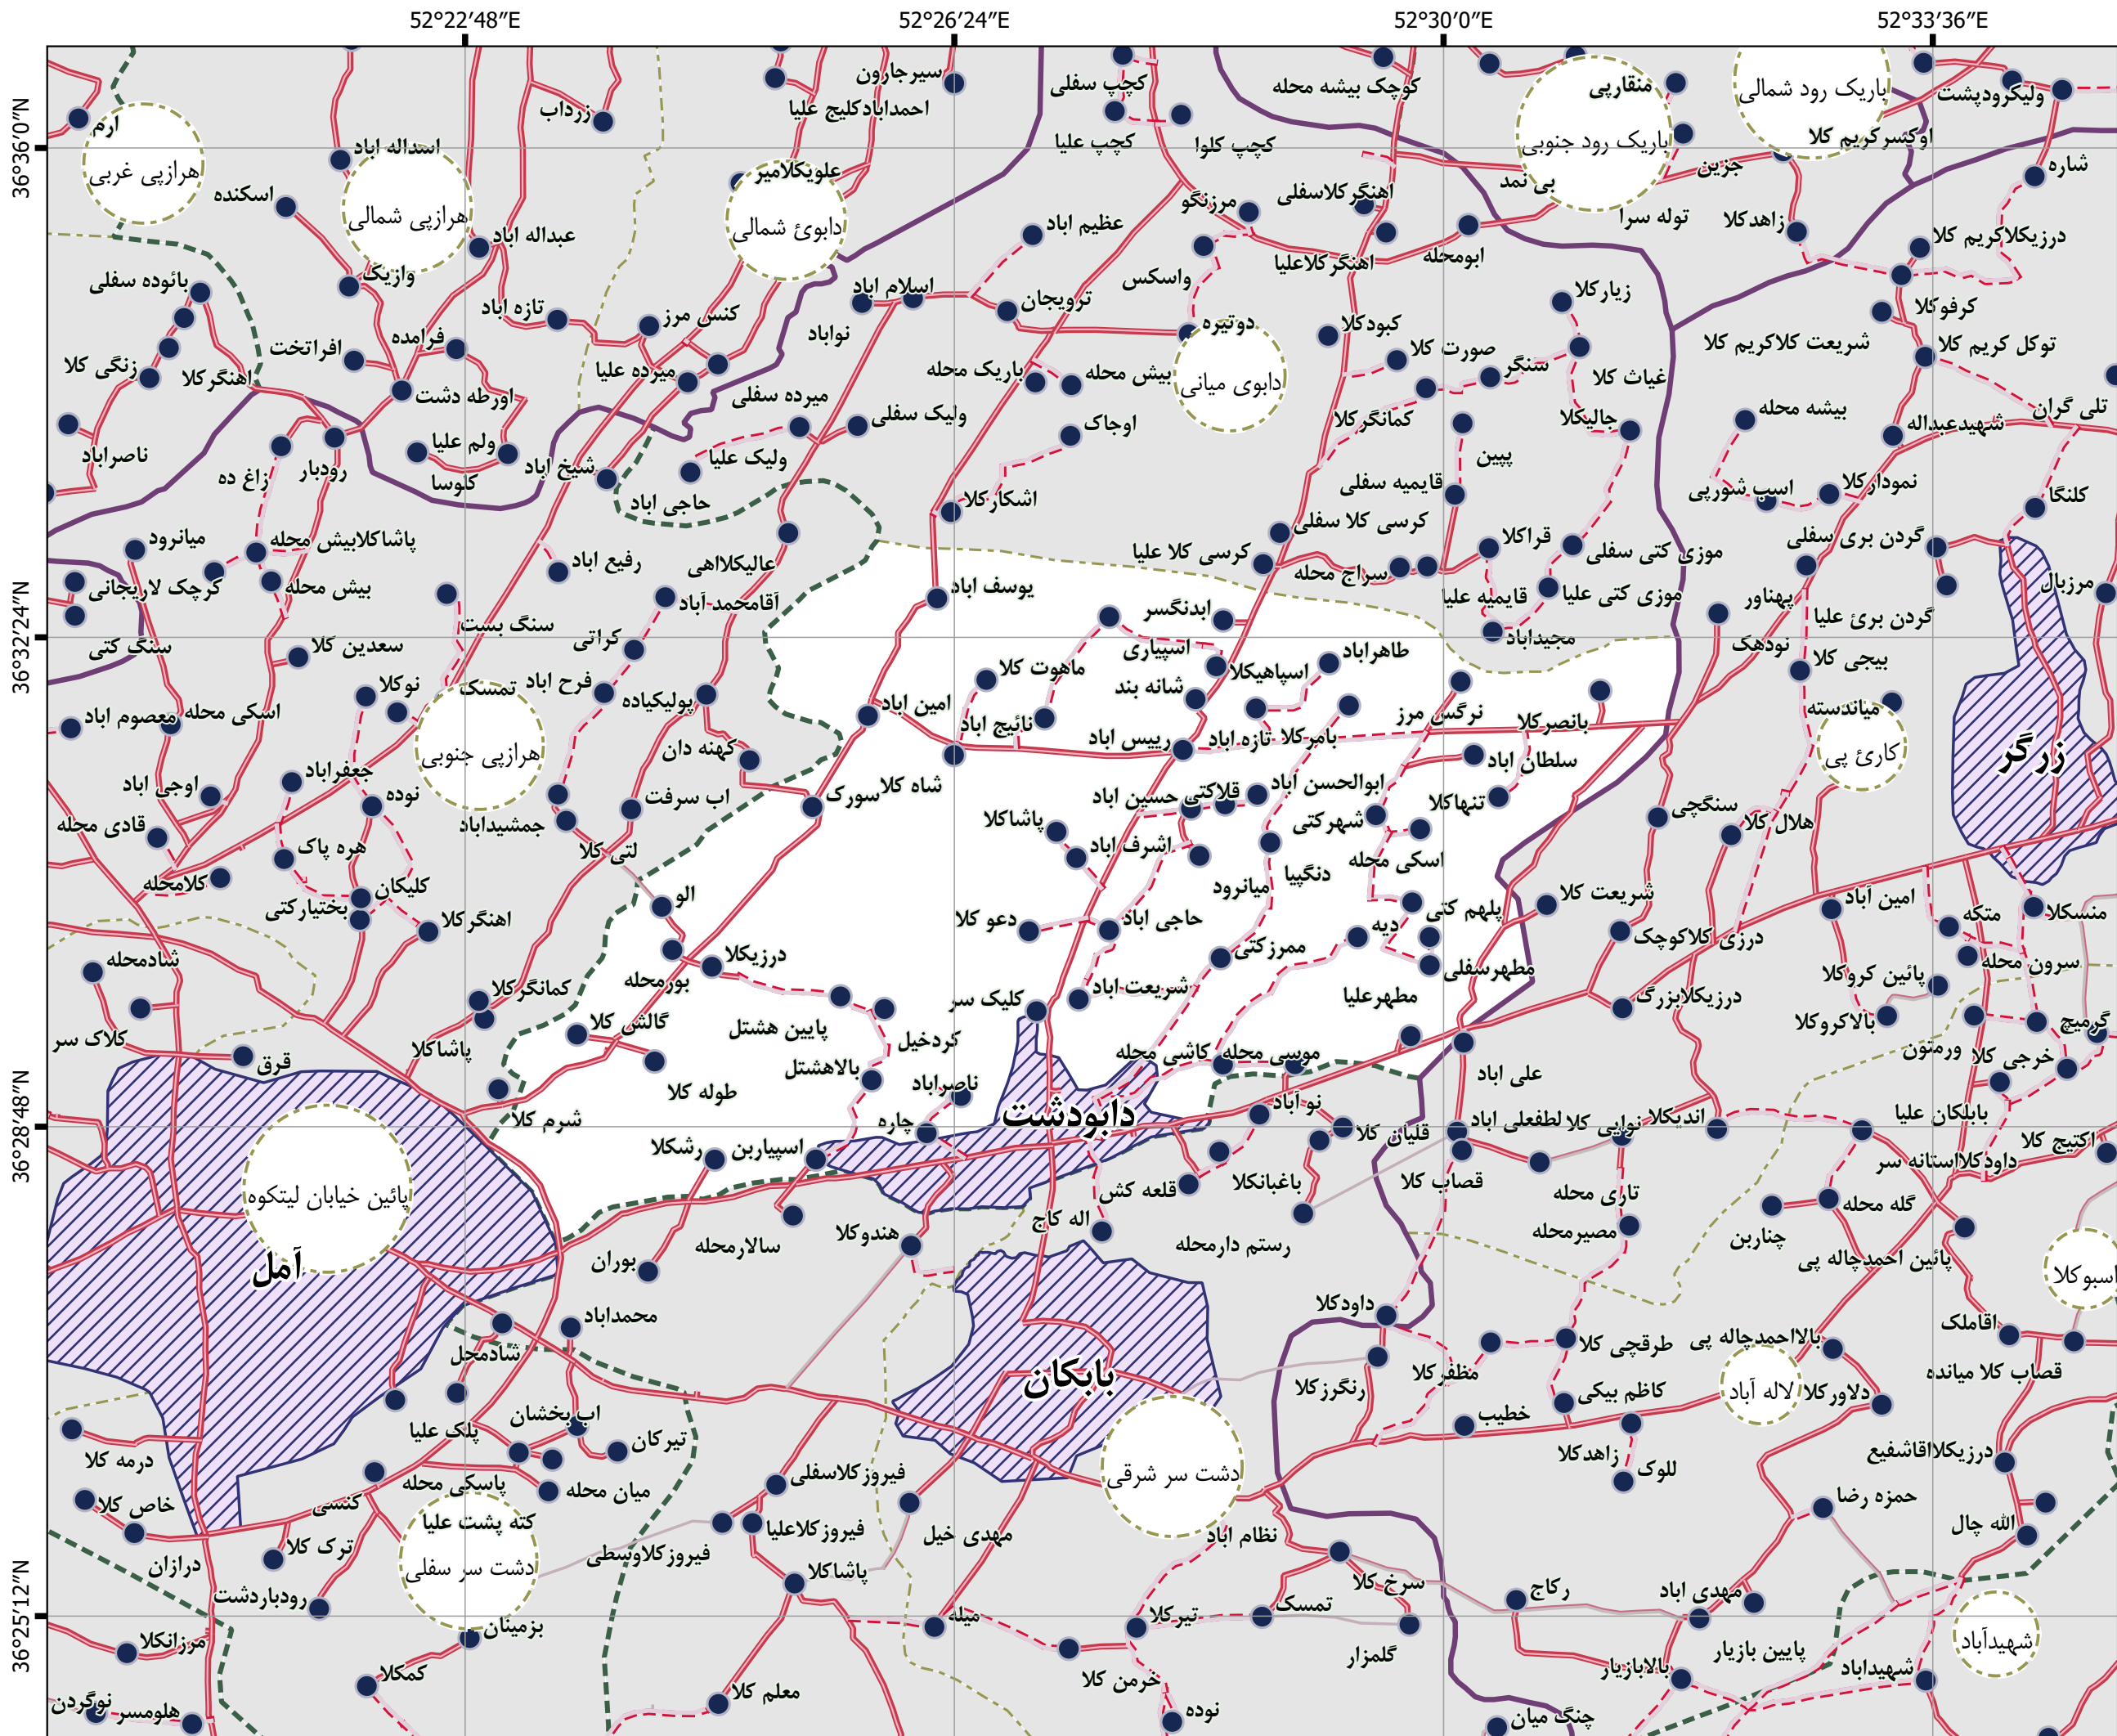 52°22′48″E
52°26′24″E
52°30′0″E
52°33′36″E
36°36′0″N
36°32′24″N
36°28′48″N
36°25′12″N
سیرجارون
کچپ سفلی
کوچک بیشه محله
منقارپی
باریک رود شمالی
ولیکرودپشت
زرداب
احمدابادکلیج علیا
ارم
کچپ علیا
کچپ کلوا
باریک رود جنوبی
اوکسرکریم کلا
هرازپی غربی
اسداله اباد
علویکلامیر
جزین
شاره
اسکنده
هرازپی شمالی
دابوئ شمالی
مرزنگو
اهنگرکلاسفلی
بی نمد
توله سرا
زاهدکلا
عبداله اباد
عظیم اباد
درزیکلاکریم کلا
وازیک
واسکس
اهنگرکلاعلیا
ابومحله
بائوده سفلی
تازه اباد
کنس مرز
اسلام اباد
ترویجان
دوتیره
کبودکلا
زیارکلا
کرفوکلا
نواباد
افراتخت
فرامده
صورت کلا
شریعت کلاکریم کلا
توکل کریم کلا
زنگی کلا
اهنگرکلا
میرده علیا
باریک محله
بیش محله
دابوی میانی
سنگر
غیاث کلا
اورطه دشت
میرده سفلی
ولیک سفلی
اوجاک
کمانگرکلا
جالیکلا
بیشه محله
تلی گران
شهیدعبداله
ناصراباد
ولم علیا
شیخ اباد
ولیک علیا
پپین
زاغ ده
رودبار
کلوسا
حاجی اباد
اشکارکلا
قایمیه سفلی
اسب شورپی
نمودارکلا
کلنگا
میانرود
پاشاکلابیش محله
کرسی کلا سفلی
قراکلا
گردن بری سفلی
رفیع اباد
عالیکلااهی
کرسی کلا علیا
سراج محله
موزی کتی سفلی
کرچک لاریجانی
بیش محله
یوسف اباد
قایمیه علیا
موزی کتی علیا
پهناور
مرزبال
آقامحمد آباد
ابدنگسر
گردن برئ علیا
سنگ بست
سنگ کتی
سعدین کلا
کراتی
اسپیاری
طاهراباد
مجیداباد
نودهک
بیجی کلا
نوکلا
تمسک
فرح اباد
ماهوت کلا
شانه بند
اسپاهیکلا
پولیکیاده
امین اباد
میاندسته
معصوم اباد
اسکی محله
نائیج اباد
نرگس مرز
بانصرکلا
هرازپی جنوبی
کهنه دان
رییس اباد
تازه اباد
بامرکلا
سلطان آباد
کارئ پی
زرگر
اوجی اباد
جعفراباد
نوده
اب سرفت
سورک
شاه کلا
حسین اباد
قلاکتی
ابوالحسن اباد
تنهاکلا
سنگچی
قادی محله
جمشیداباد
پاشاکلا
شهرکتی
هلال کلا
هره پاک
لتی کلا
اشرف اباد
اسکی محله
کلامحله
میانرود
دنگپیا
شریعت کلا
کلیکان
بختیارکتی
اهنگرکلا
الو
دعو کلا
حاجی اباد
دیه
پلهم کتی
امین آباد
متکه
منسکلا
شادمحله
درزیکلا
ممرزکتی
درزی کلاکوچک
سرون محله
بورمحله
مطهرسفلی
پائین کروکلا
کمانگرکلا
کلیک سر
شریعت اباد
مطهرعلیا
درزیکلابزرگ
کلاک سر
گالش کلا
پایین هشتل
کردخیل
بالاکروکلا
گرمیچ
قرق
پاشاکلا
بالاهشتل
کاشی محله
موسی محله
ورمتون
خرجی کلا
طوله کلا
ناصراباد
علی اباد
شرم کلا
چاره
دابودشت
نو آباد
بابلکان علیا
قلیان کلا
لطفعلی اباد
نوایی کلا
اندیکلا
اکتیج کلا
رشکلا
اسپیاربن
داودکلااستانه سر
پائین خیابان لیتکوه
قلعه کش
باغبانکلا
قصاب کلا
تاری محله
گله محله
اله کاج
هندوکلا
سالارمحله
رستم دارمحله
مصیرمحله
چناربن
آمل
بوران
پائین احمدچاله پی
اسبوکلا
محمداباد
داودکلا
اقاملک
شادمحل
بالااحمدچاله پی
طرقچی کلا
مظفرکلا
قصاب کلا میانده
بابکان
رنگرزکلا
لاله آباد
دلاورکلا
کاظم بیکی
خطیب
اب بخشان
پلک علیا
تیرکان
درمه کلا
زاهدکلا
درزیکلااقاشفیع
دشت سر شرقی
فیروزکلاسفلی
للوک
پاسکی محله
میان محله
خاص کلا
کنسی
حمزه رضا
کته پشت علیا
فیروزکلاعلیا
مهدی خیل
نظام اباد
الله چال
ترک کلا
درازان
دشت سر سفلی
فیروزکلاوسطی
پاشاکلا
سرخ کلا
رکاج
مهدی اباد
رودباردشت
میله
تیرکلا
تمسک
بزمینان
شهیدآباد
مرزانکلا
گلمزار
پایین بازیار
کمکلا
بالابازیار
شهیداباد
خرمن کلا
معلم کلا
نوگردن
هلومسر
نوده
چنگ میان